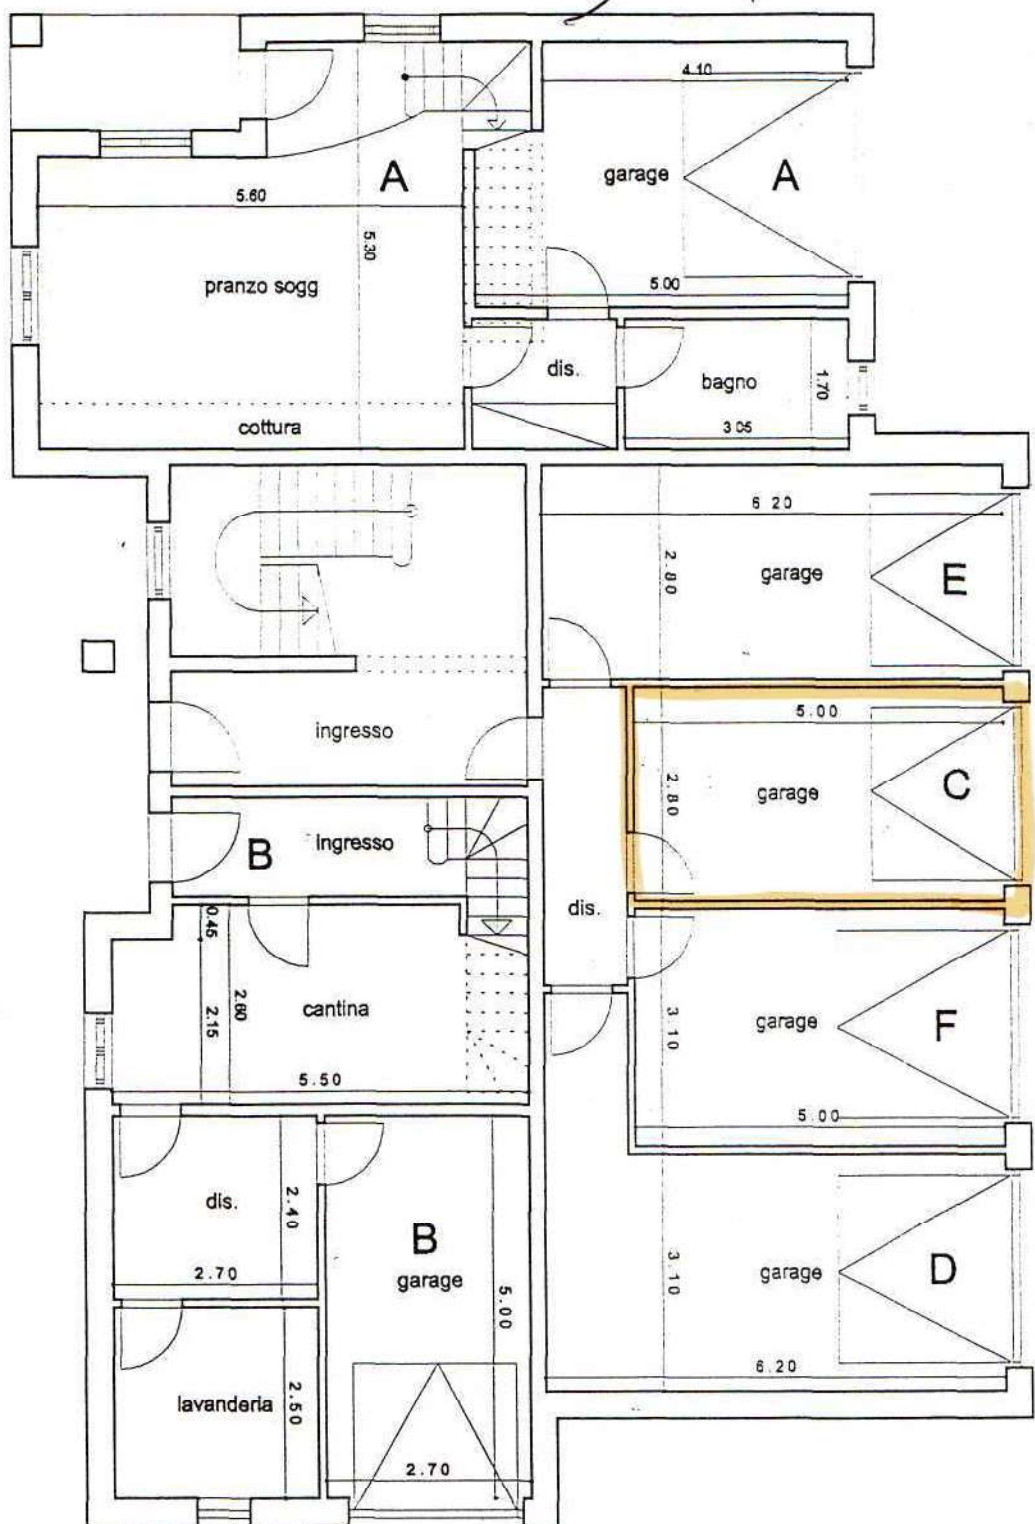 4.10
A
garage
A
5.60
5.30
pranzo sogg
5.00
dis.
bagno
1.70
cottura
3 05
6 20
2.80
garage
E
5.00
ingresso
2.80
garage
C
B
ingresso
dis.
0.45
2.15
2.60
cantina
5.50
3.10
garage
F
5.00
dis.
2.40
2.70
B
garage
5.00
3.10
garage
D
6.20
lavanderia
2.50
2.70